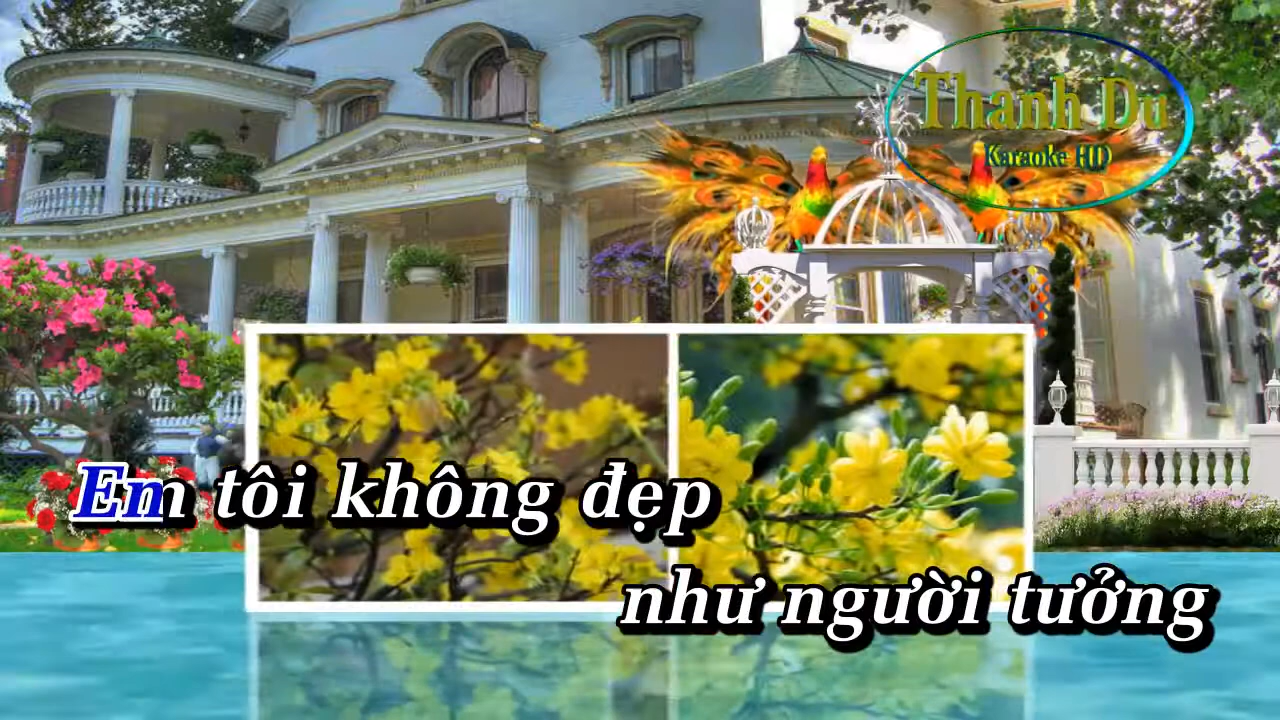 Thanh Du
Karaoke HD
Em tôi không đẹp
như người tưởng